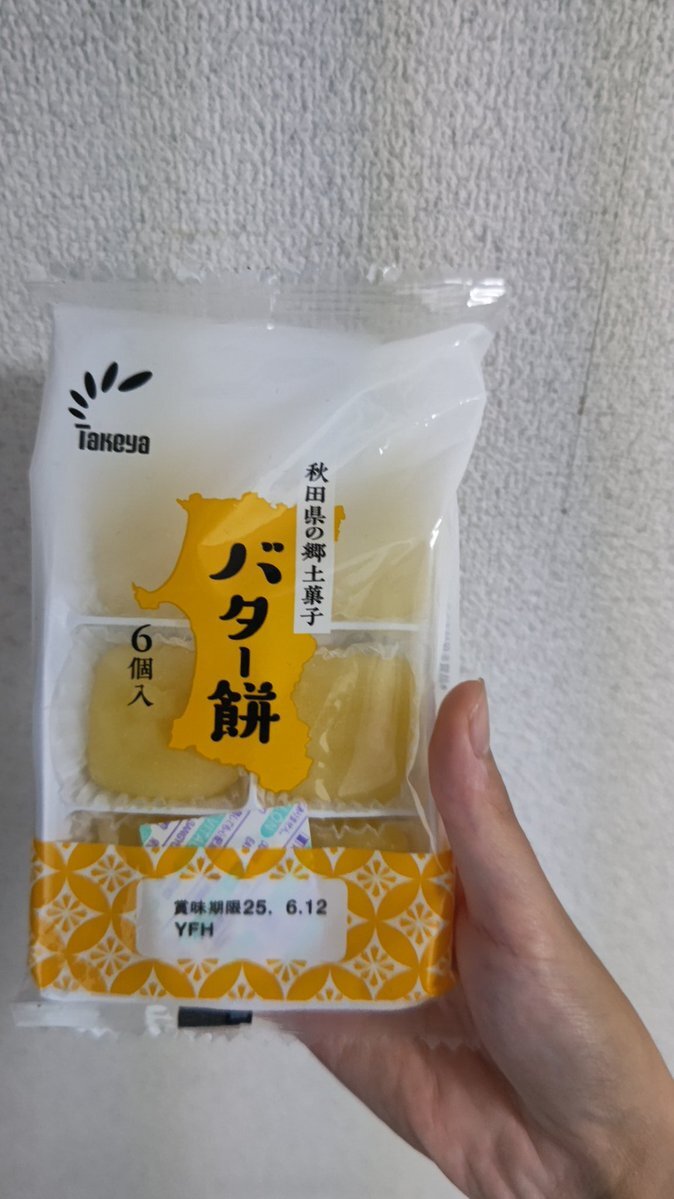 Takeya
秋田県の郷土菓子
バター餅
6個入
賞味期限25. 6.12
YFH